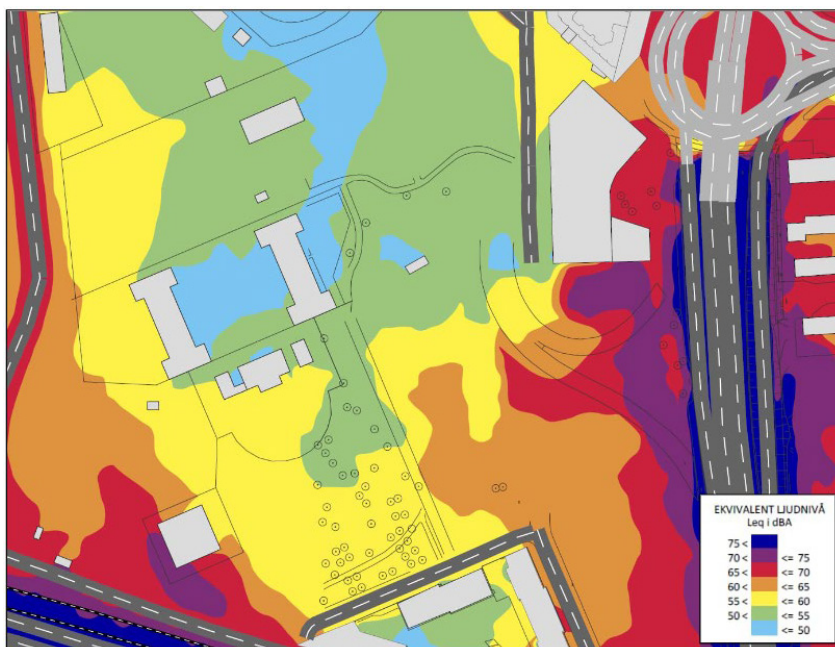 EKVIVALENT LJUDNIVÅ
Leq i dBA
75 <
70 < <= 75
65 < <= 70
60 < <= 65
55 < <= 60
50 < <= 55
<= 50